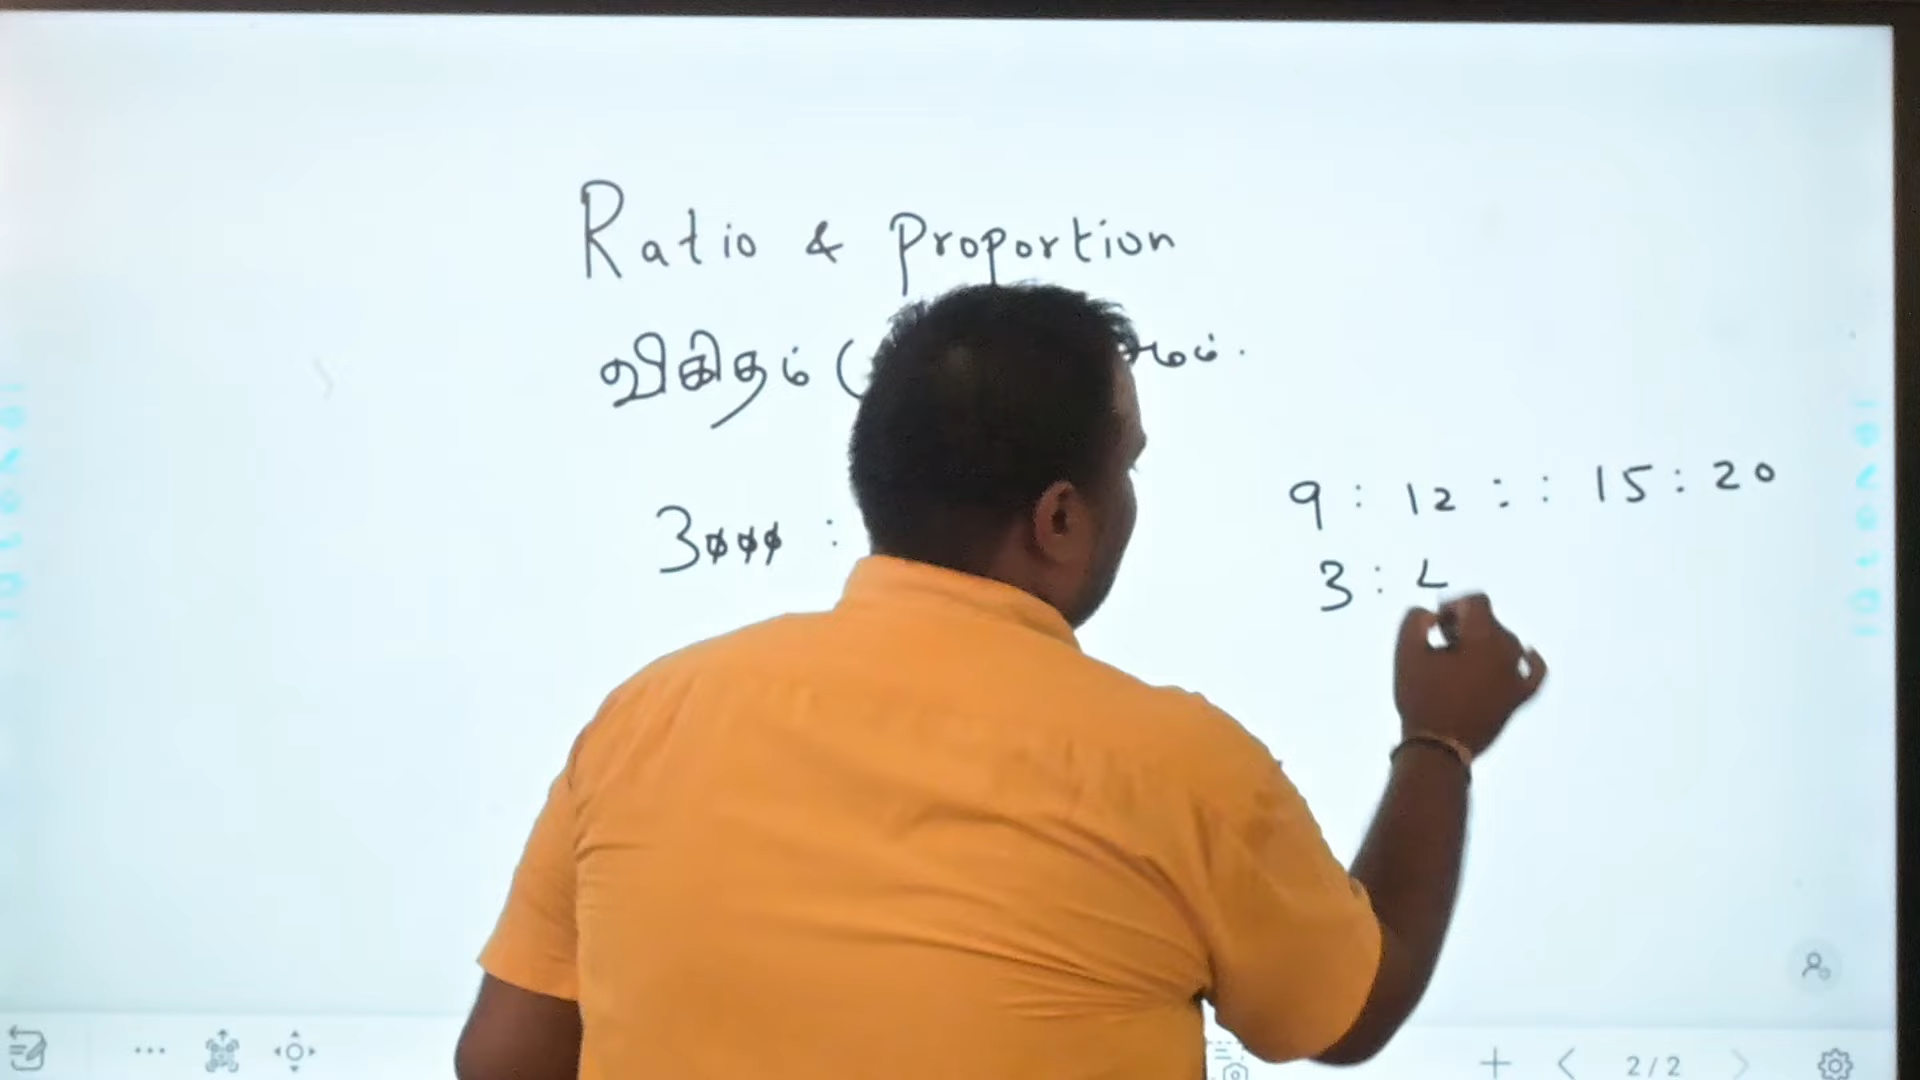 Ratio & Proportion
விகிதம்
3000 :
9 : 12 : : 15 : 20
3 : 4
2/2